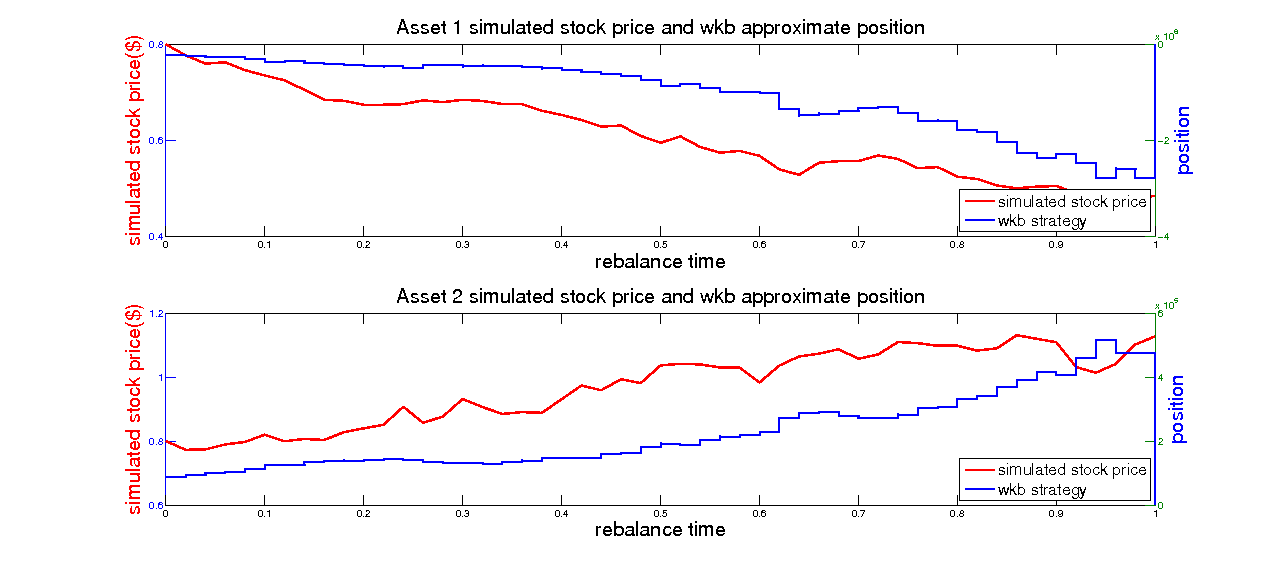 Asset 1 simulated stock price and wkb approximate position
simulated stock price($)
0.8
0.6
0.4
0
-2
-4
position
simulated stock price
wkb strategy
0 0.1 0.2 0.3 0.4 0.5 0.6 0.7 0.8 0.9 1
rebalance time
Asset 2 simulated stock price and wkb approximate position
simulated stock price($)
1.2
1
0.8
0.6
6
4
2
0
position
simulated stock price
wkb strategy
0 0.1 0.2 0.3 0.4 0.5 0.6 0.7 0.8 0.9 1
rebalance time